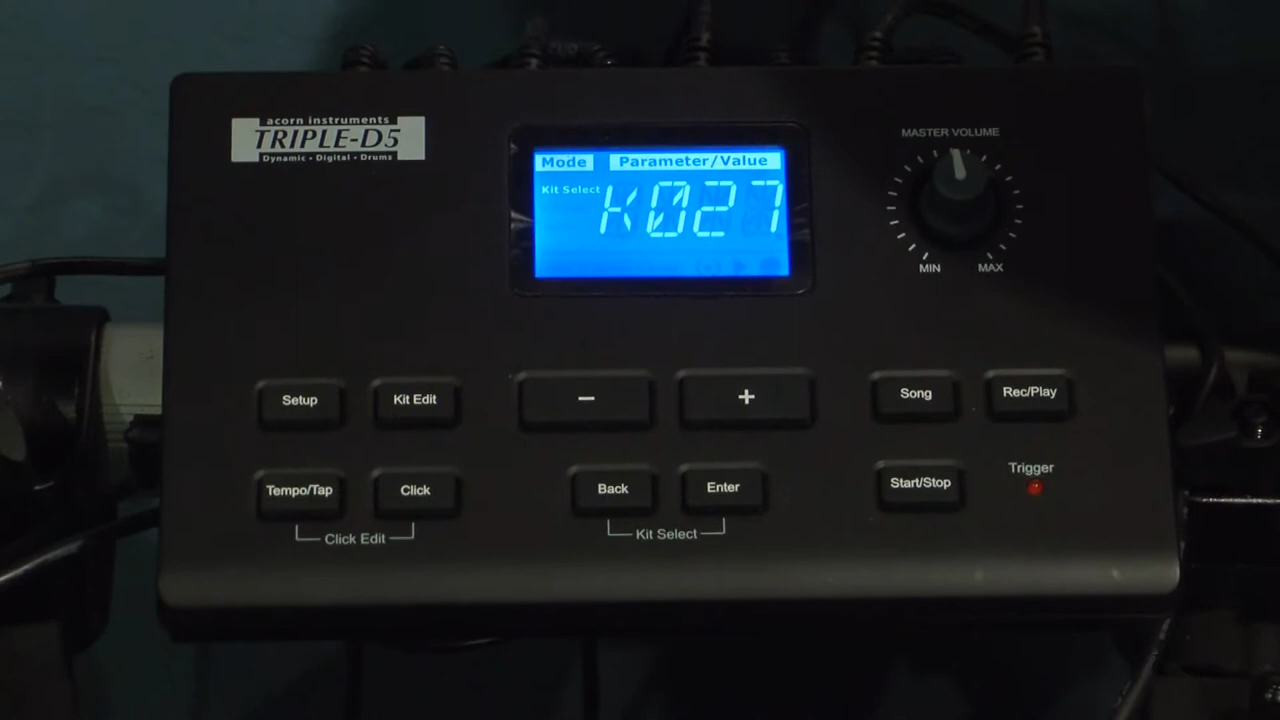 acorn instruments
TRIPLE-D5
Dynamic • Digital • Drums
Mode Parameter/Value
Kit Select K027
MASTER VOLUME
MIN MAX
Setup Kit Edit − + Song Rec/Play
Tempo/Tap Click Back Enter Start/Stop Trigger
Click Edit Kit Select